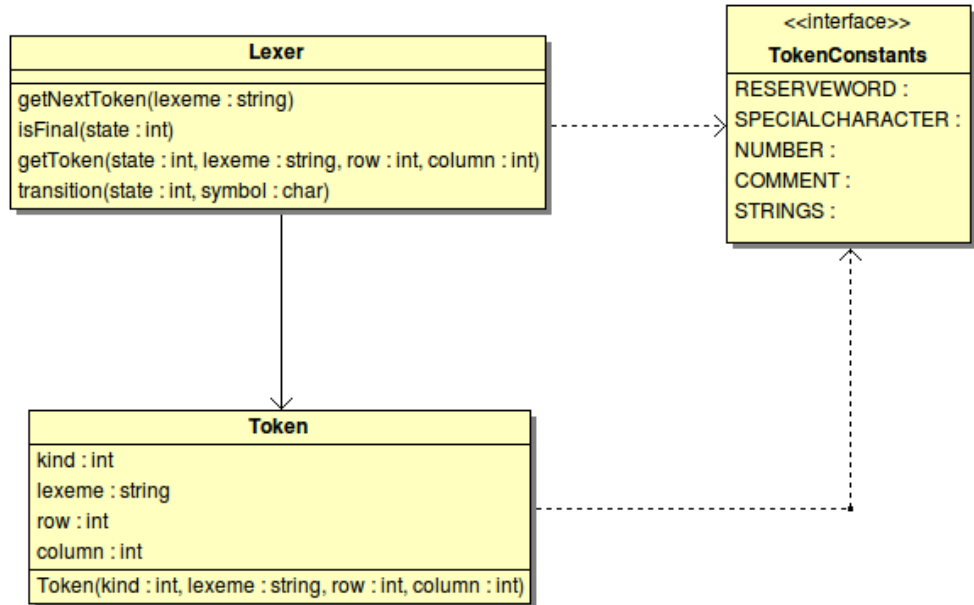 Lexer
getNextToken(lexeme : string)
isFinal(state : int)
getToken(state : int, lexeme : string, row : int, column : int)
transition(state : int, symbol : char)
<<interface>>
TokenConstants
RESERVEWORD :
SPECIALCHARACTER :
NUMBER :
COMMENT :
STRINGS :
Token
kind : int
lexeme : string
row : int
column : int
Token(kind : int, lexeme : string, row : int, column : int)